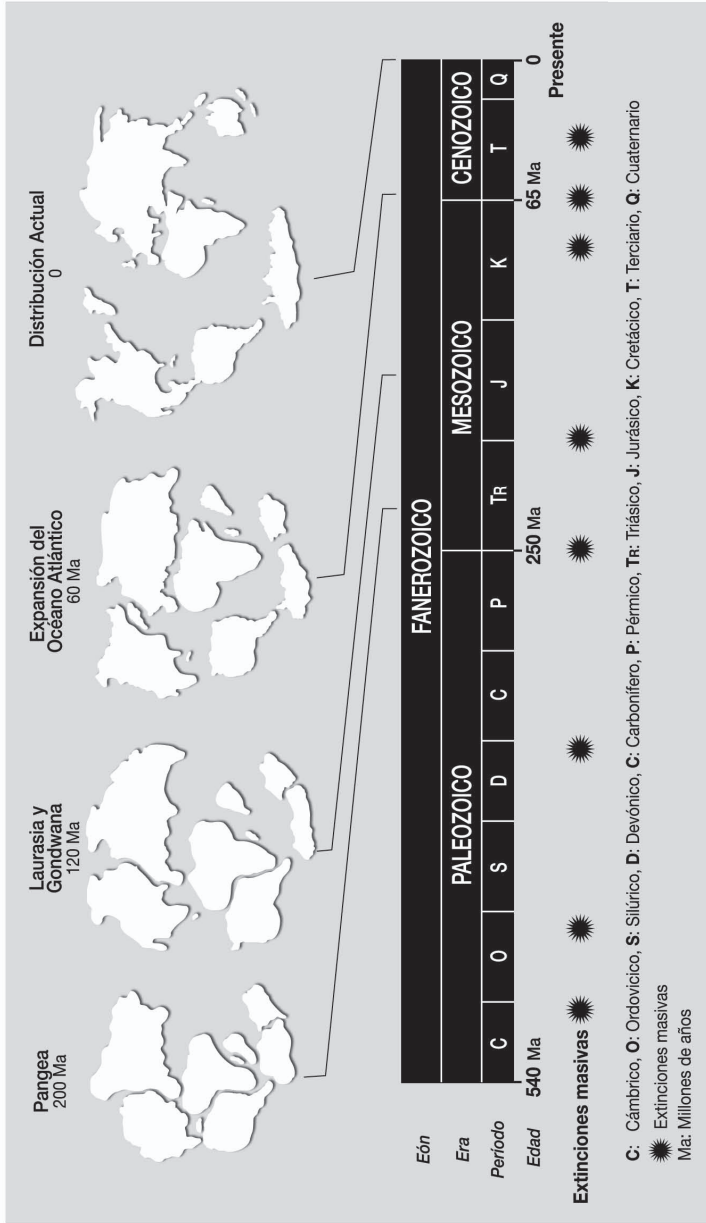 Pangea
200 Ma
Laurasia y
Gondwana
120 Ma
Expansión del
Océano Atlántico
60 Ma
Distribución Actual
0
Eón
FANEROZOICO
Era
PALEOZOICO
MESOZOICO
CENOZOICO
Período
C
O
S
D
C
P
TR
J
K
T
Q
Edad
540 Ma
250 Ma
65 Ma
0
Presente
Extinciones masivas
C: Cámbrico, O: Ordovicico, S: Silúrico, D: Devónico, C: Carbonífero, P: Pérmico, TR: Triásico, J: Jurásico, K: Cretácico, T: Terciario, Q: Cuaternario
Extinciones masivas
Ma: Millones de años